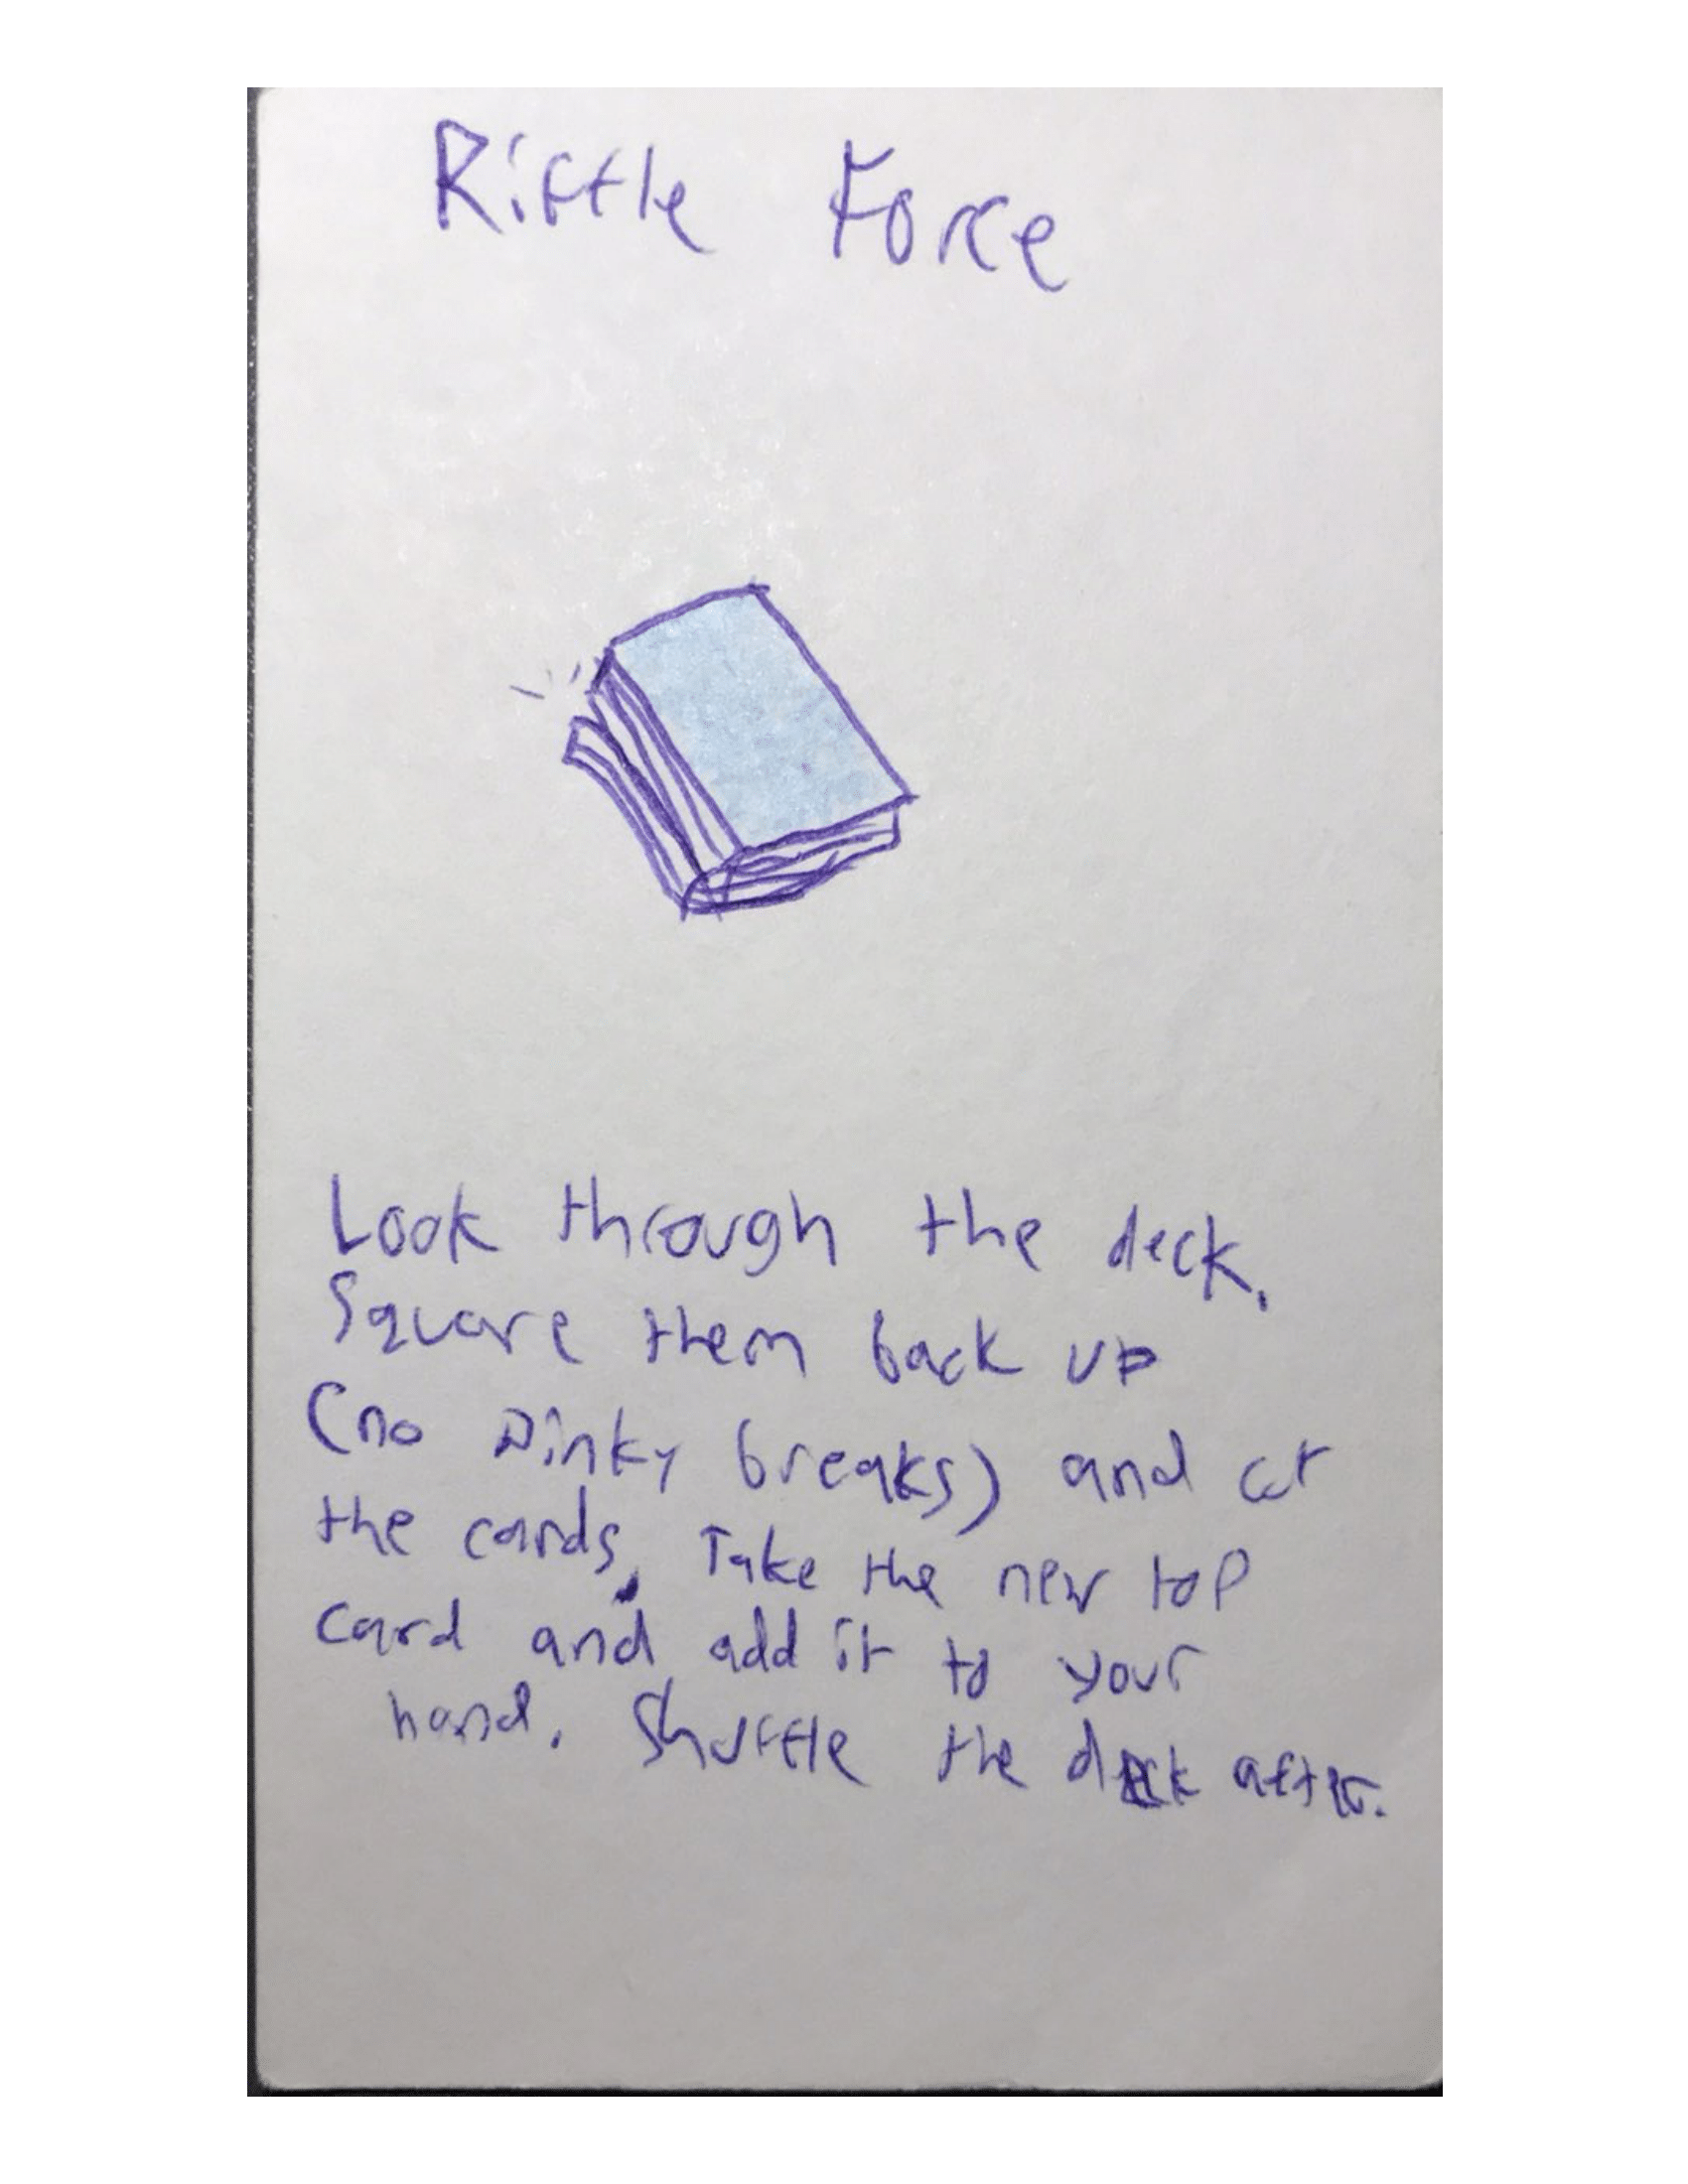 Riffle Force
Look through the deck.
Square them back up
(no pinky breaks) and cut
the cards. Take the new top
card and add it to your
hand. Shuffle the deck after.